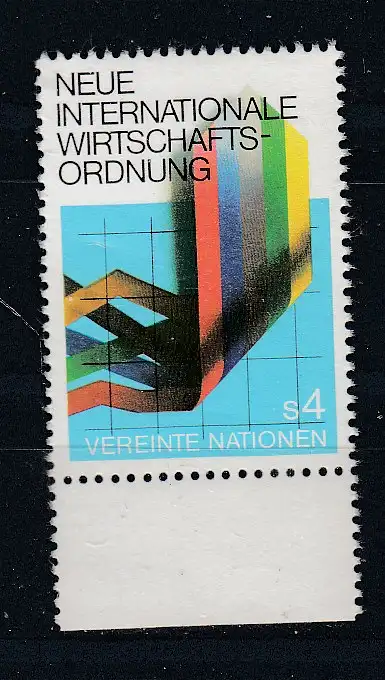 NEUE
INTERNATIONALE
WIRTSCHAFTS-
ORDNUNG
s4
VEREINTE NATIONEN